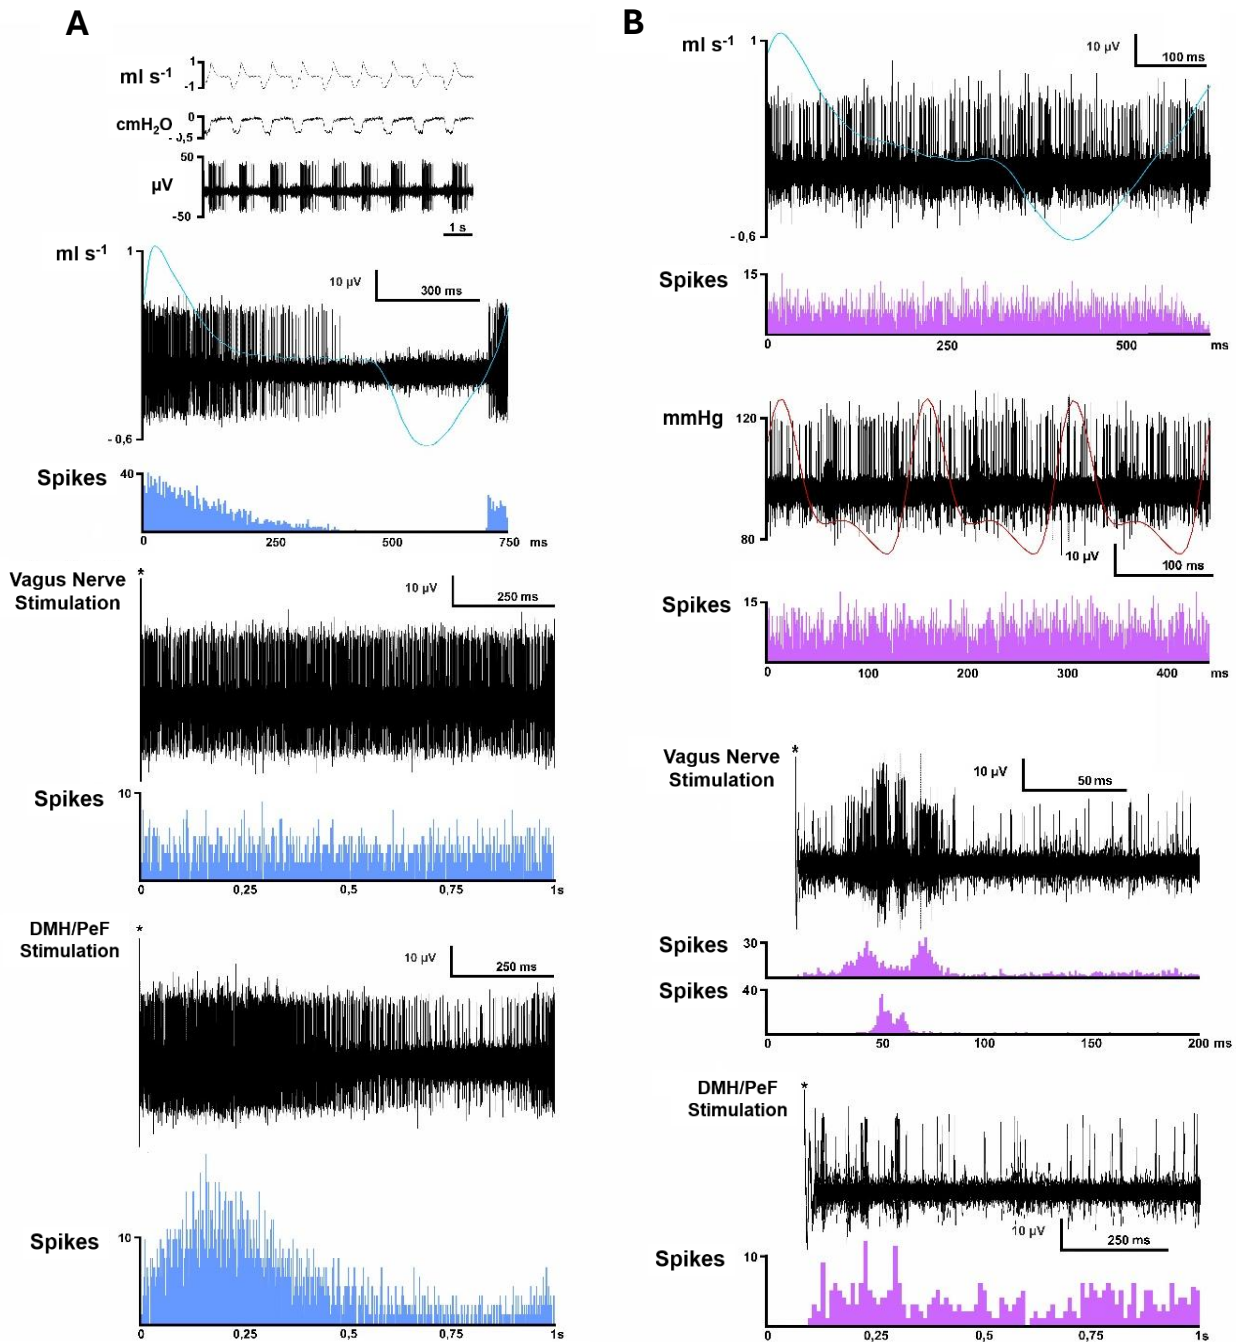 A
ml s⁻¹
1
-1
cmH₂O
0
µV
50
-50
1 s
ml s⁻¹
1
- 0,6
10 µV
300 ms
Spikes
40
0
250
500
750
ms
Vagus Nerve
Stimulation
*
10 µV
250 ms
Spikes
10
0
0,25
0,5
0,75
1s
DMH/PeF
Stimulation
*
10 µV
250 ms
Spikes
10
0
0,25
0,5
0,75
1s
B
ml s⁻¹
1
- 0,6
10 µV
100 ms
Spikes
15
0
250
500
ms
mmHg
120
80
10 µV
100 ms
Spikes
15
0
100
200
300
400
ms
Vagus Nerve
Stimulation
*
10 µV
50 ms
Spikes
30
Spikes
40
0
50
100
150
200 ms
DMH/PeF
Stimulation
*
10 µV
250 ms
Spikes
10
0
0,25
0,5
0,75
1s